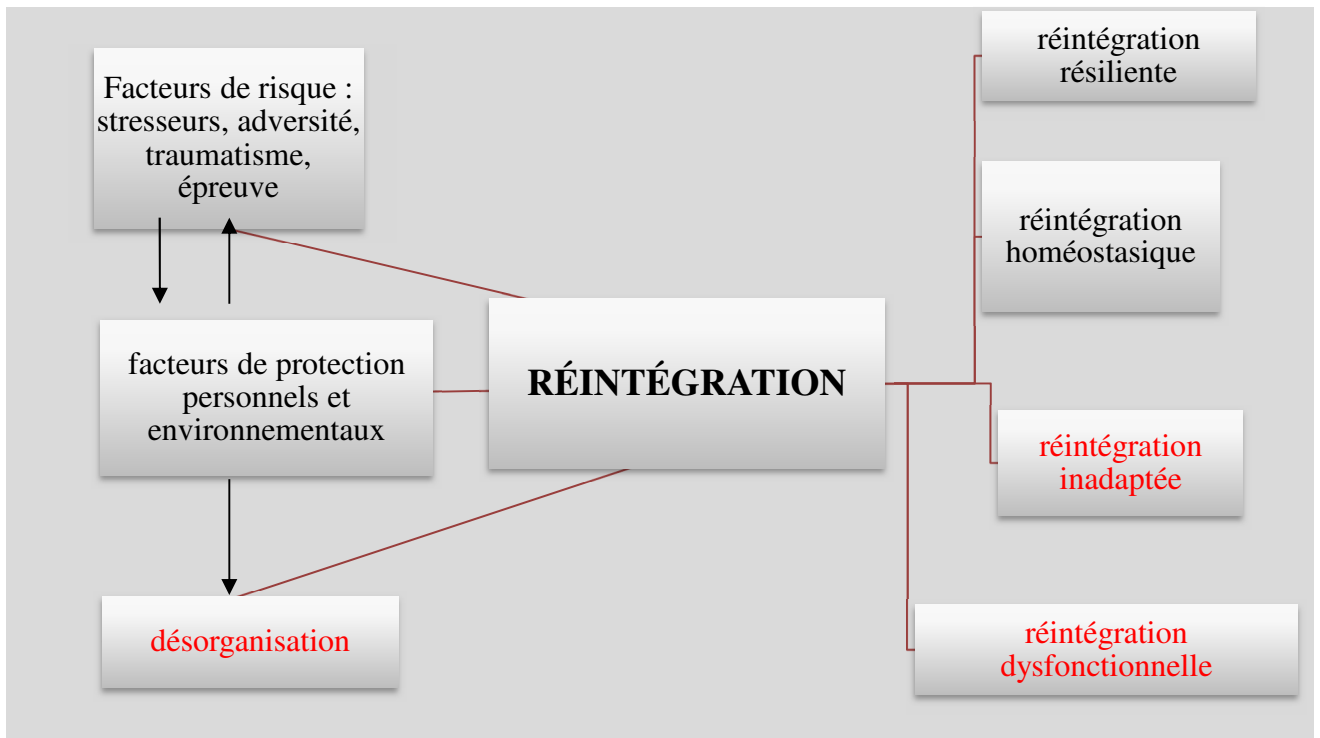 Facteurs de risque :
stresseurs, adversité,
traumatisme,
épreuve
facteurs de protection
personnels et
environnementaux
désorganisation
RÉINTÉGRATION
réintégration
résiliente
réintégration
homéostasique
réintégration
inadaptée
réintégration
dysfonctionnelle